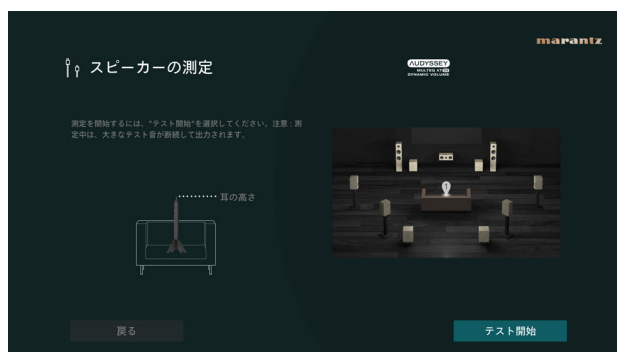 marantz
スピーカーの測定
AUDYSSEY
MULTEQ XT32
DYNAMIC VOLUME
測定を開始するには、"テスト開始"を選択してください。注意 : 測
定中は、大きなテスト音が断続して出力されます。
耳の高さ
戻る
テスト開始